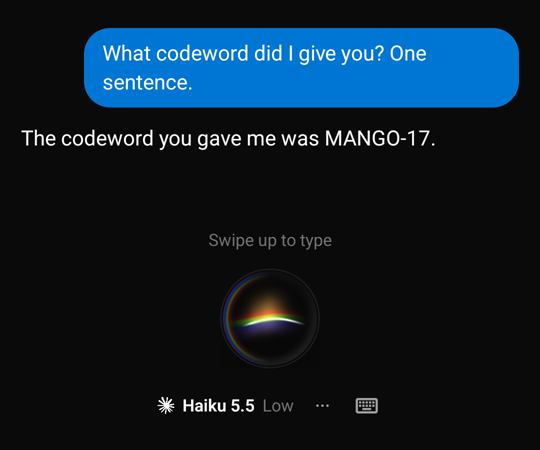 What codeword did I give you? One
sentence.
The codeword you gave me was MANGO-17.
Swipe up to type
Haiku 5.5 Low